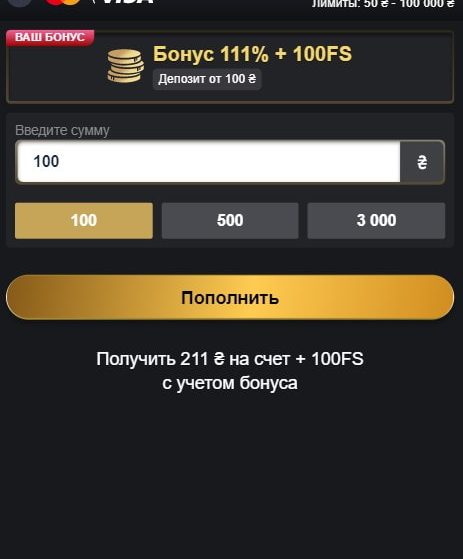 VISA
Лимиты: 50 ₴ - 100 000 ₴
ВАШ БОНУС
Бонус 111% + 100FS
Депозит от 100 ₴
Введите сумму
100 ₴
100 500 3 000
Пополнить
Получить 211 ₴ на счет + 100FS
с учетом бонуса